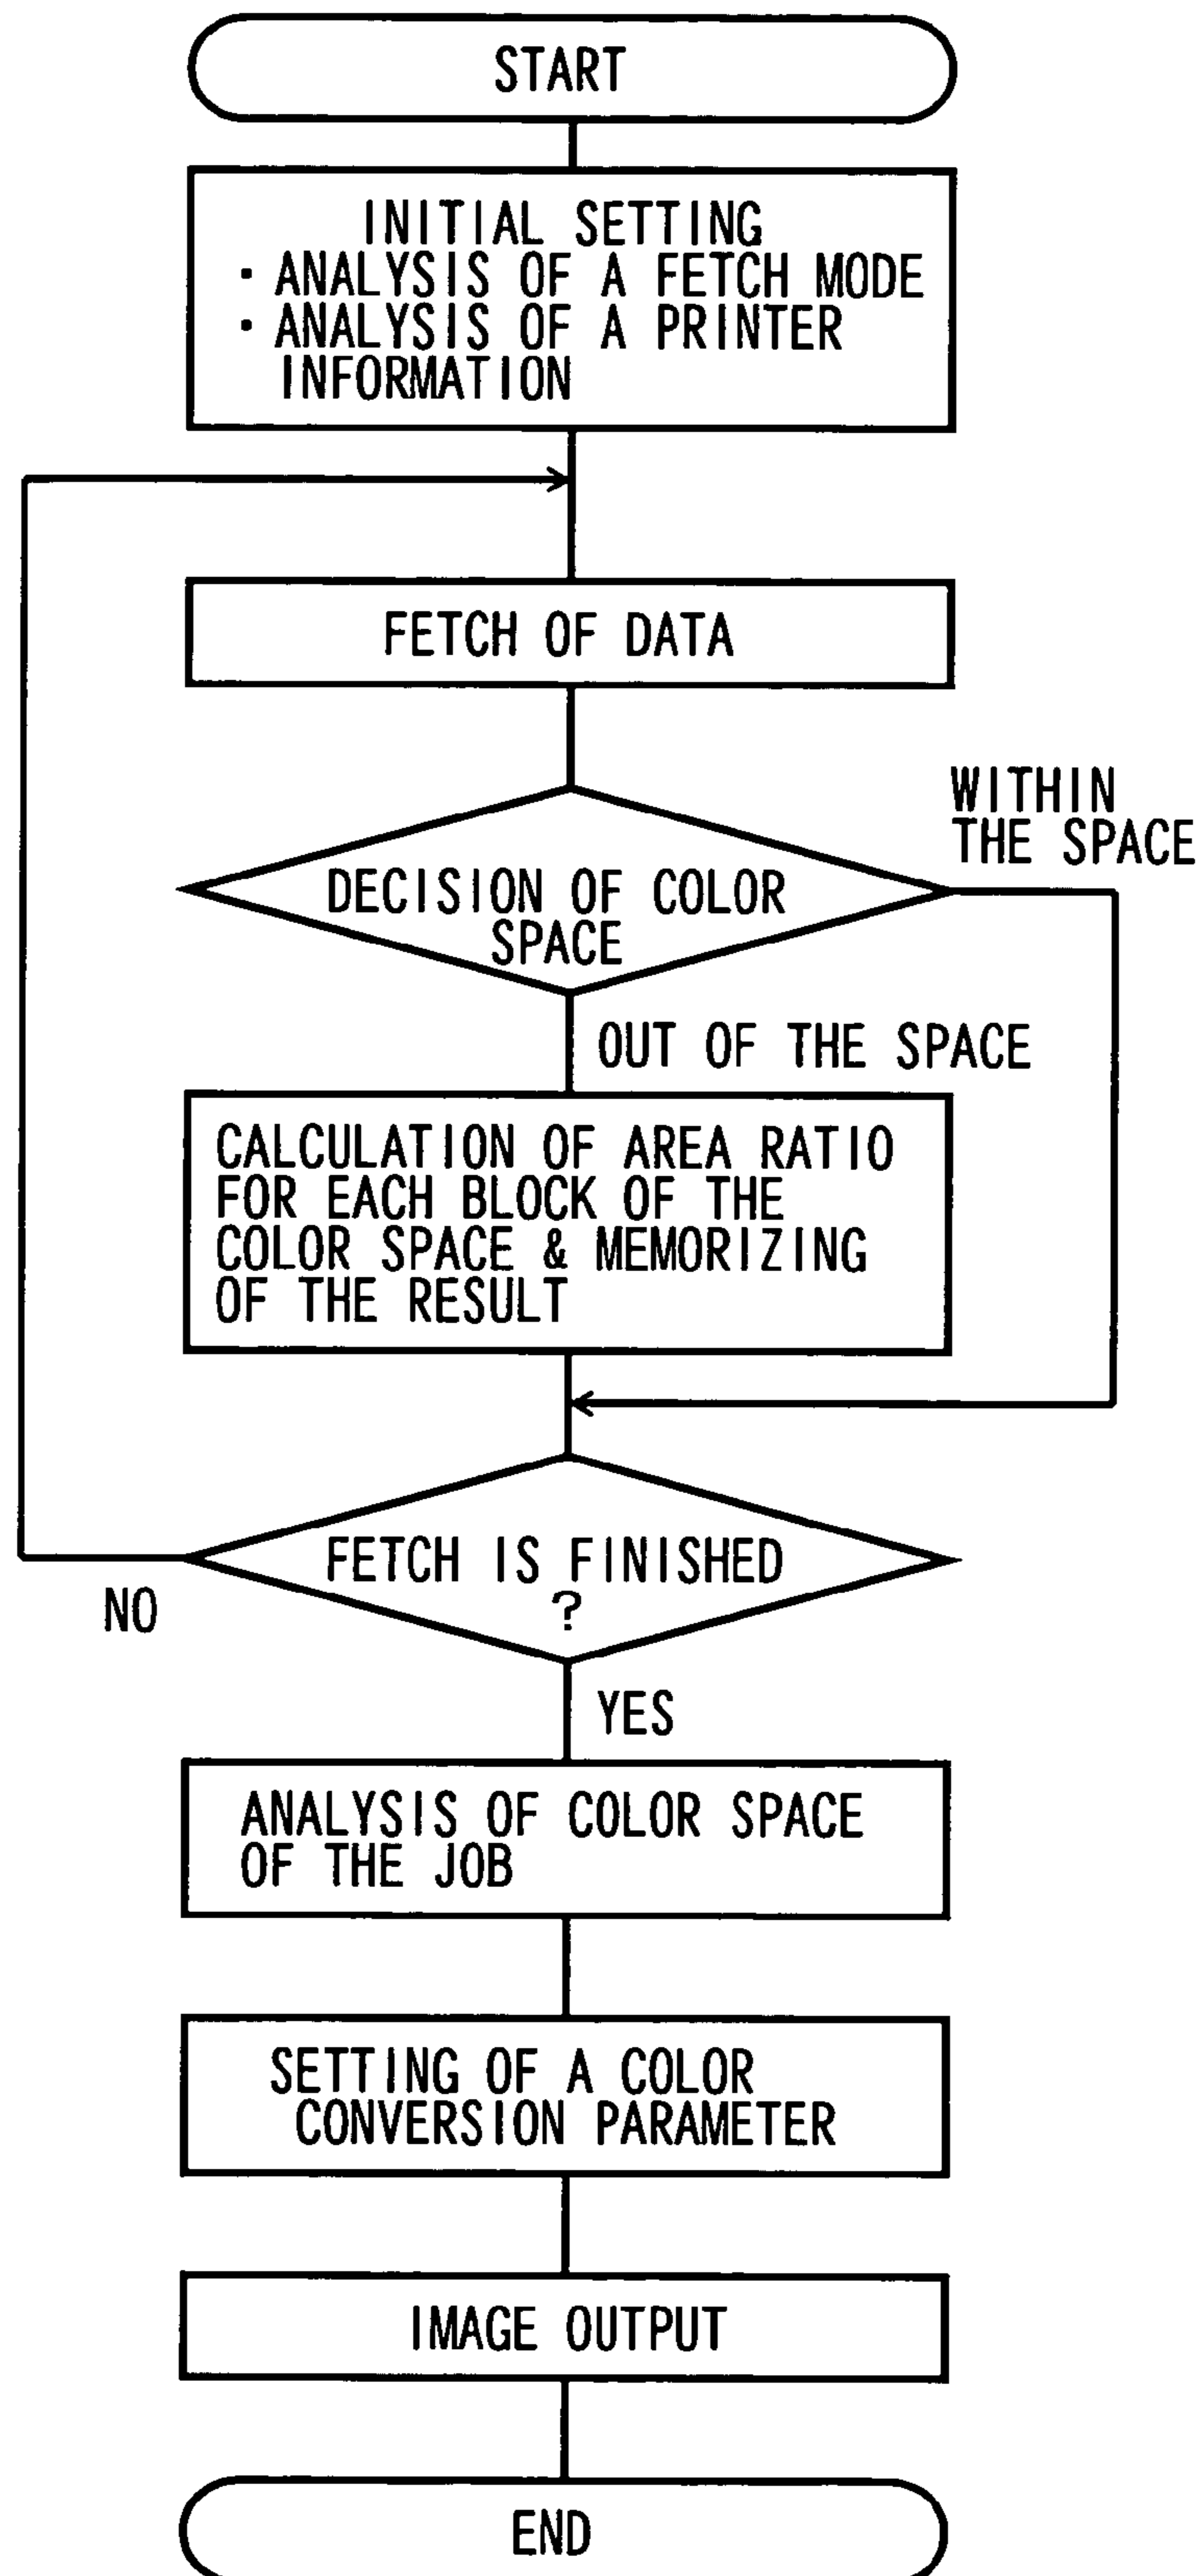 START
INITIAL SETTING
· ANALYSIS OF A FETCH MODE
· ANALYSIS OF A PRINTER
INFORMATION
FETCH OF DATA
WITHIN
THE SPACE
DECISION OF COLOR
SPACE
OUT OF THE SPACE
CALCULATION OF AREA RATIO
FOR EACH BLOCK OF THE
COLOR SPACE & MEMORIZING
OF THE RESULT
FETCH IS FINISHED
?
NO
YES
ANALYSIS OF COLOR SPACE
OF THE JOB
SETTING OF A COLOR
CONVERSION PARAMETER
IMAGE OUTPUT
END